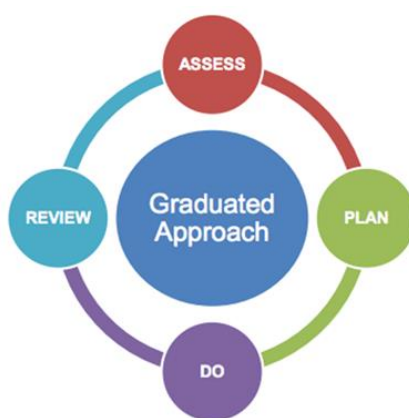 ASSESS
Graduated
Approach
REVIEW
PLAN
DO